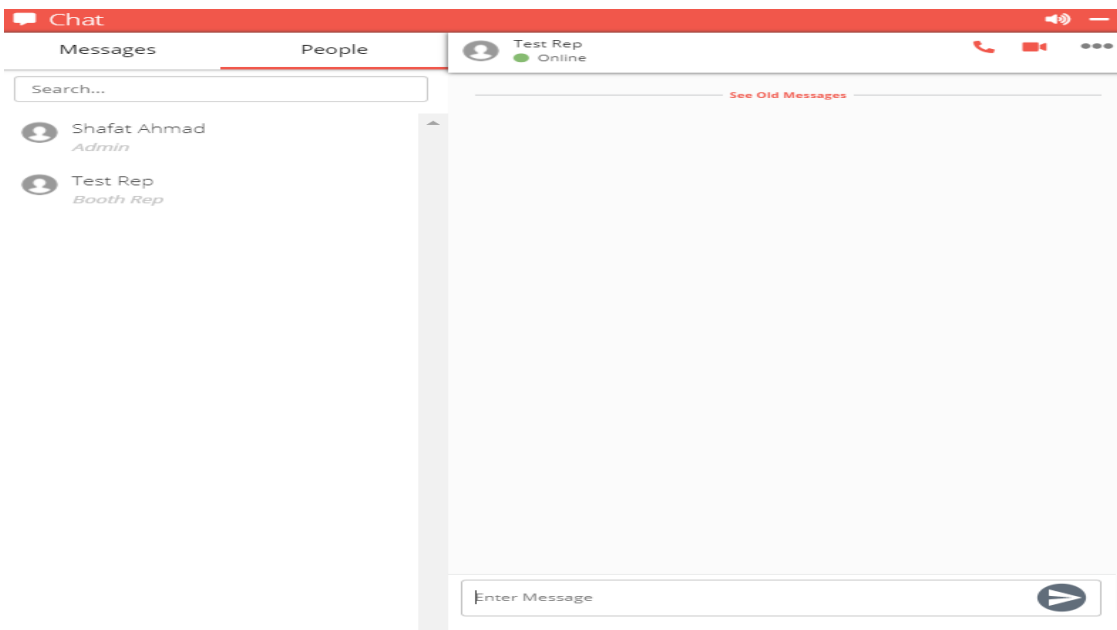 Chat
Messages People
Search...
Shafat Ahmad
Admin
Test Rep
Booth Rep
Test Rep
Online
See Old Messages
Enter Message